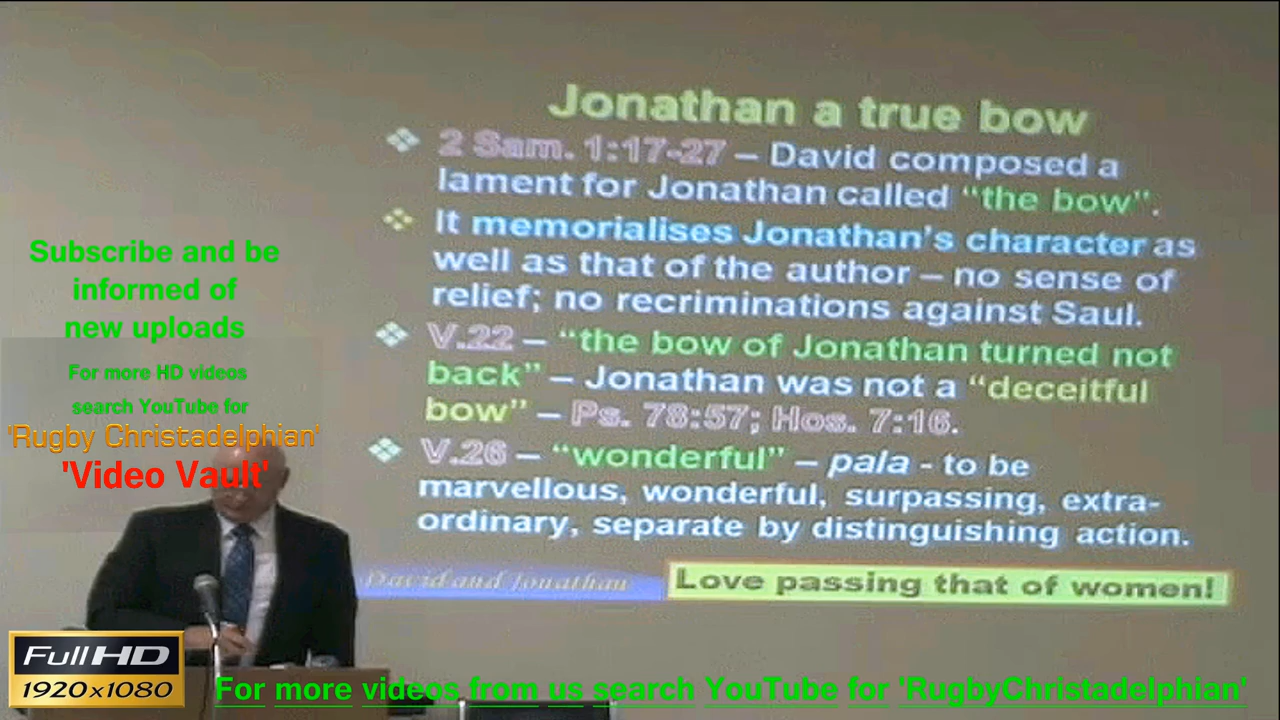 Jonathan a true bow
2 Sam. 1:17-27 – David composed a
lament for Jonathan called “the bow”.
It memorialises Jonathan’s character as
well as that of the author – no sense of
relief; no recriminations against Saul.
V.22 – “the bow of Jonathan turned not
back” – Jonathan was not a “deceitful
bow” – Ps. 78:57; Hos. 7:16.
V.26 – “wonderful” – pala - to be
marvellous, wonderful, surpassing, extra-
ordinary, separate by distinguishing action.
David and Jonathan
Love passing that of women!
Subscribe and be
informed of
new uploads
For more HD videos
search YouTube for
'Rugby Christadelphian'
'Video Vault'
Full HD
1920x1080
For more videos from us search YouTube for 'RugbyChristadelphian'